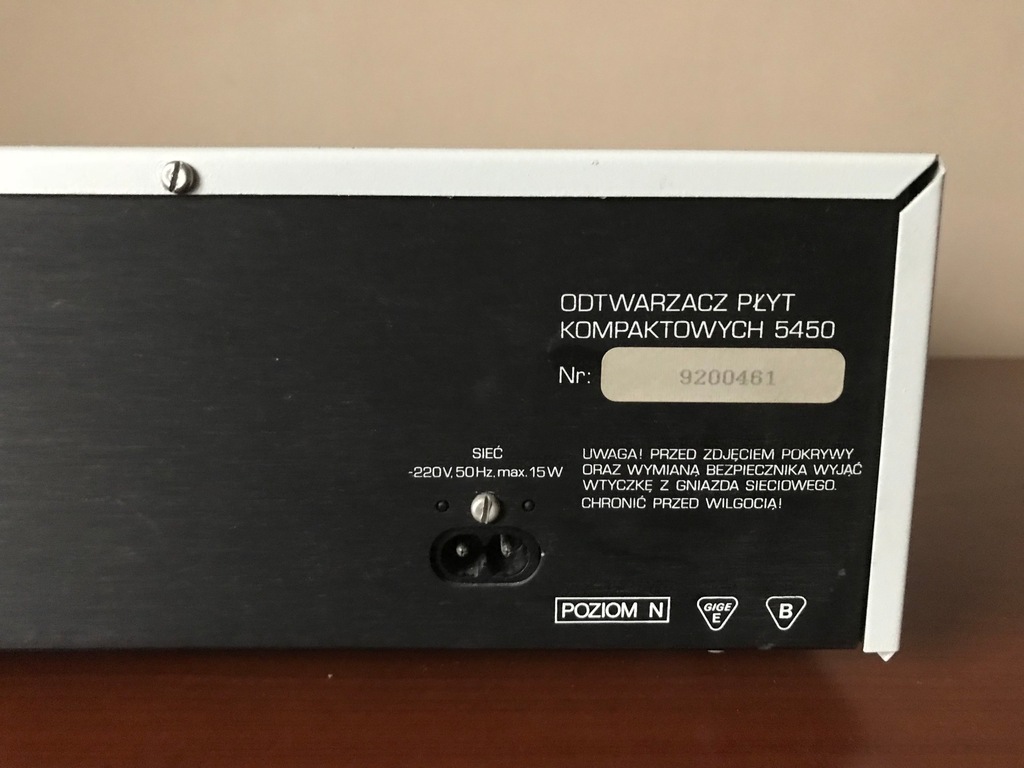 ODTWARZACZ PŁYT
KOMPAKTOWYCH 5450
Nr: 9200461
SIEĆ
~220V, 50Hz, max. 15W
UWAGA! PRZED ZDJĘCIEM POKRYWY
ORAZ WYMIANĄ BEZPIECZNIKA WYJĄĆ
WTYCZKĘ Z GNIAZDA SIECIOWEGO.
CHRONIĆ PRZED WILGOCIĄ!
POZIOM N
GIGE
E
B